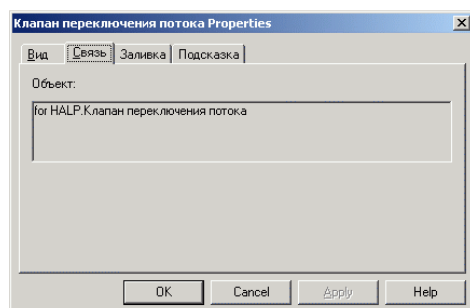 Клапан переключения потока Properties
Вид Связь Заливка Подсказка
Объект:
for HALP.Клапан переключения потока
OK Cancel Apply Help